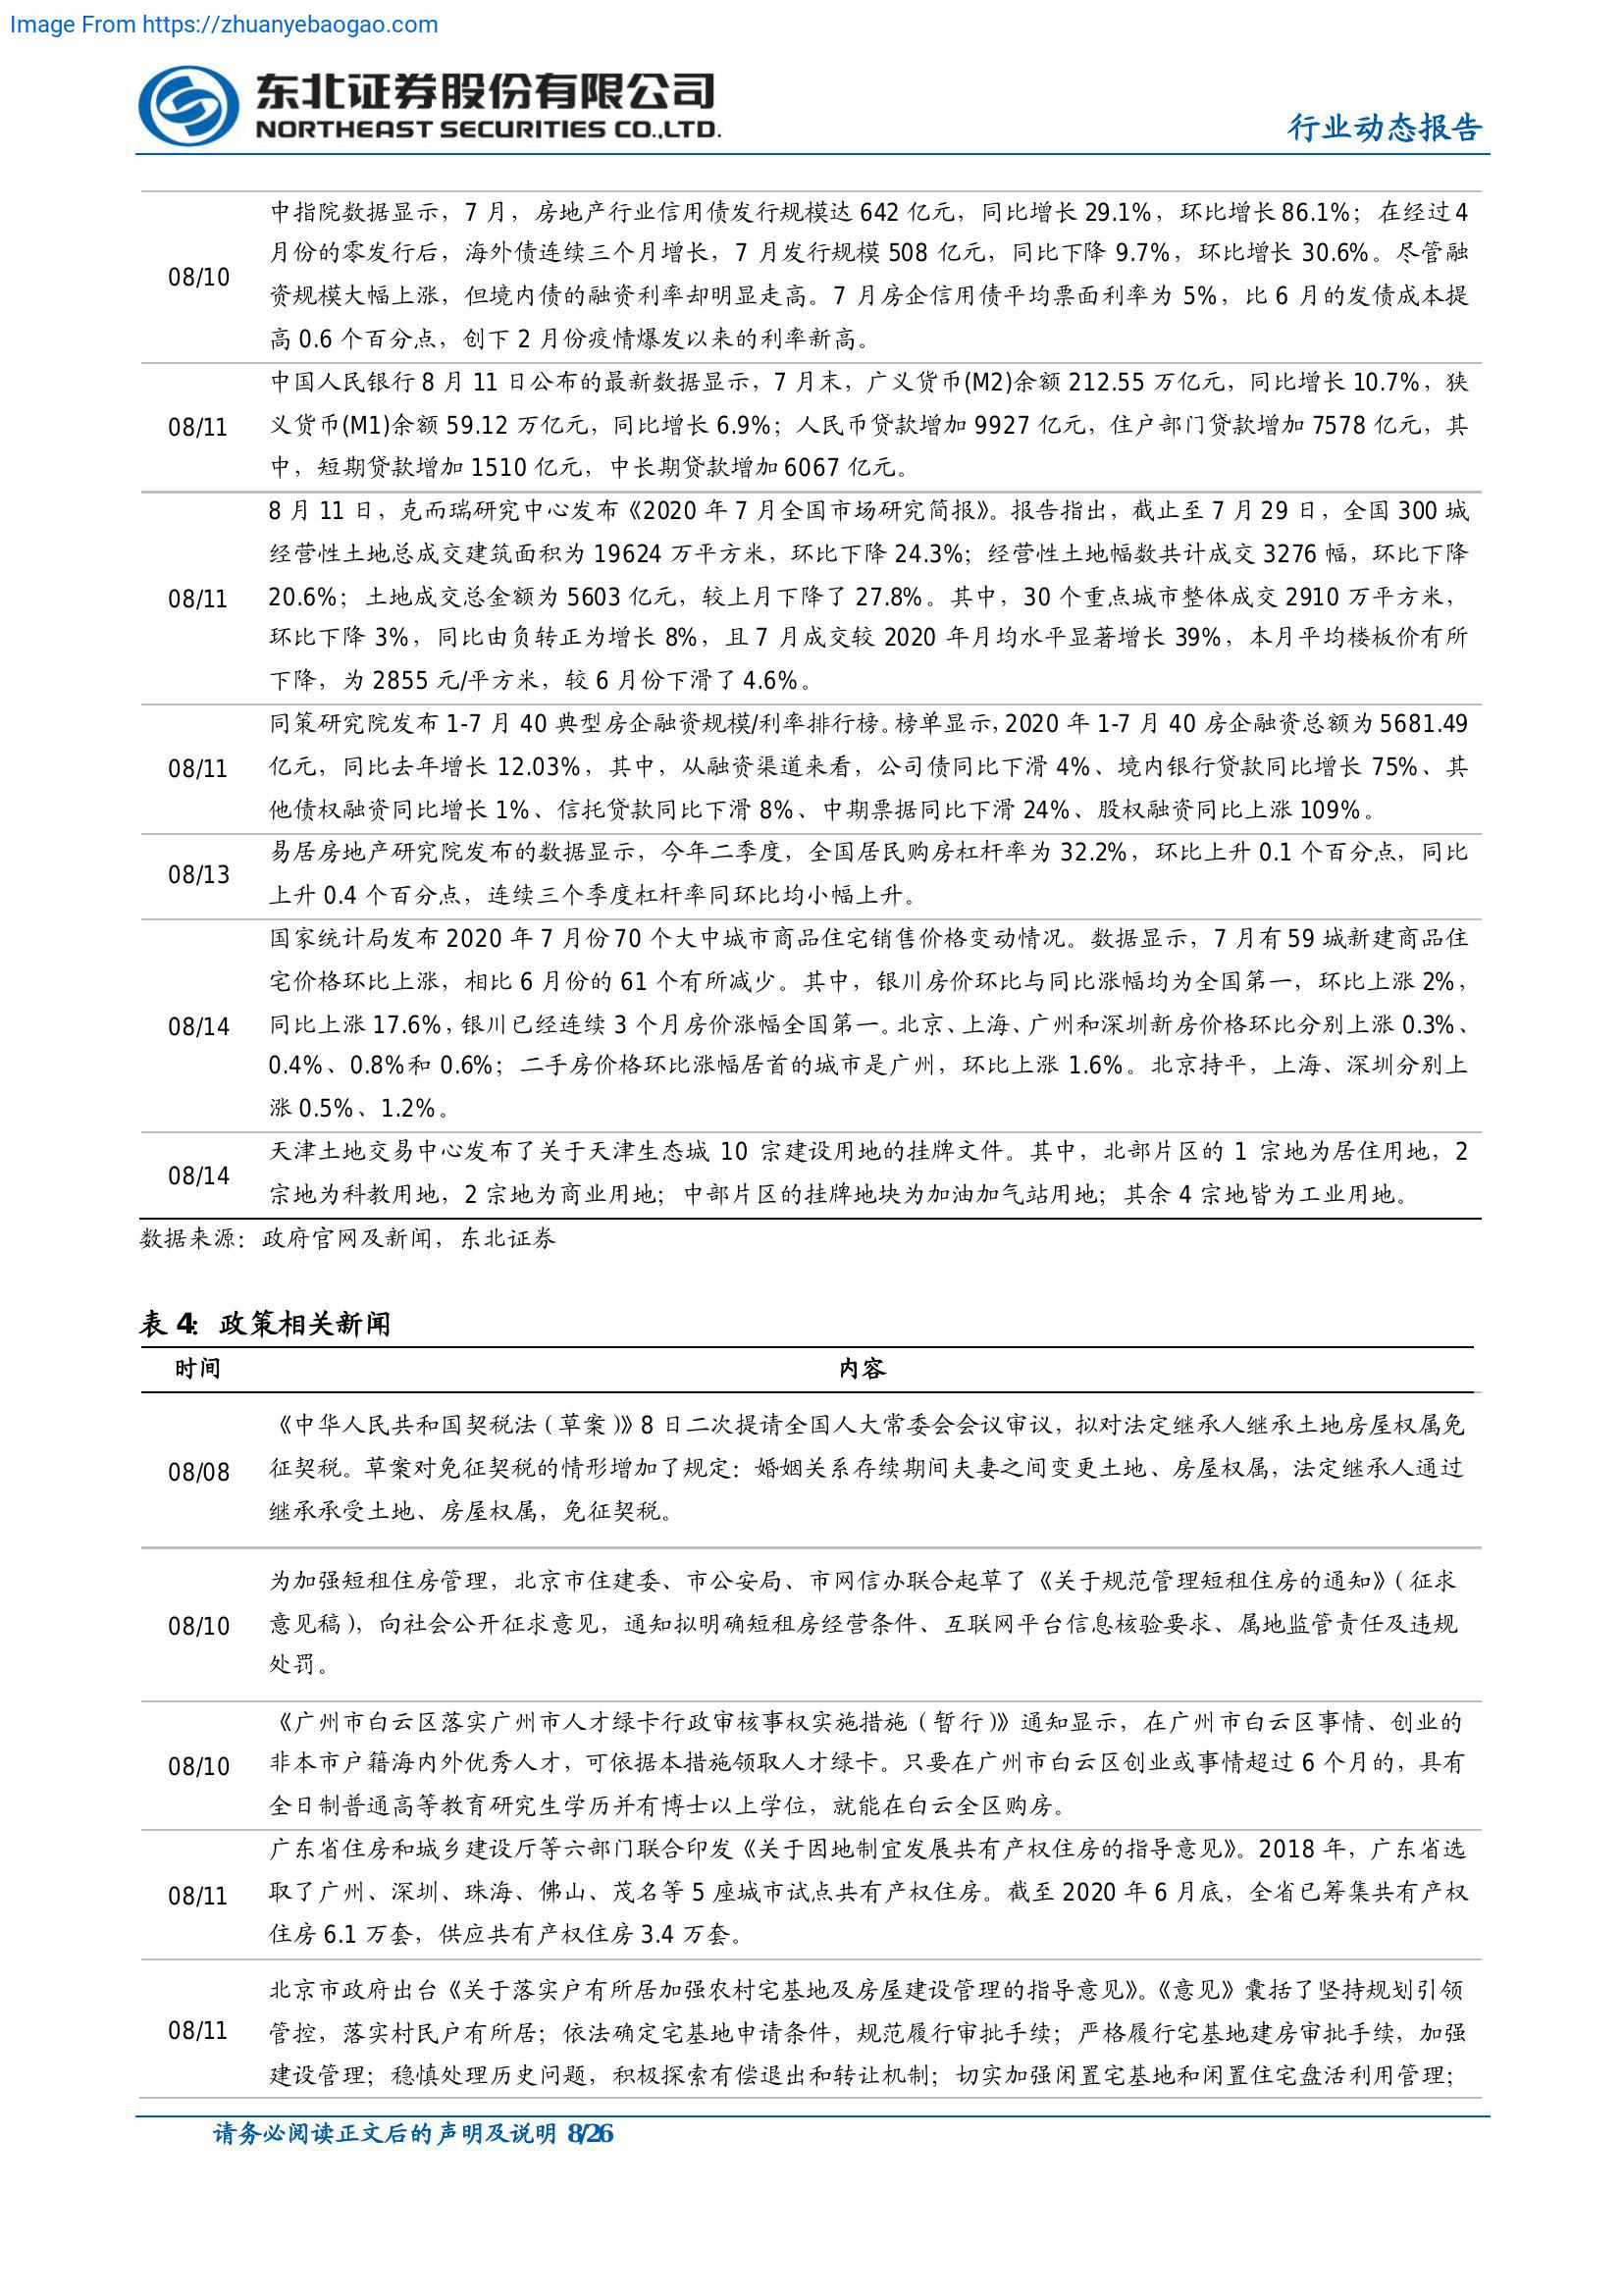 Image From https://zhuanyebaogao.com
东北证券股份有限公司
NORTHEAST SECURITIES CO.,LTD.
行业动态报告
中指院数据显示，7 月，房地产行业信用债发行规模达 642 亿元，同比增长 29.1%，环比增长 86.1%；在经过 4
月份的零发行后，海外债连续三个月增长，7 月发行规模 508 亿元，同比下降 9.7%，环比增长 30.6%。尽管融
08/10
资规模大幅上涨，但境内债的融资利率却明显走高。7 月房企信用债平均票面利率为 5%，比 6 月的发债成本提
高 0.6 个百分点，创下 2 月份疫情爆发以来的利率新高。
中国人民银行 8 月 11 日公布的最新数据显示，7 月末，广义货币(M2)余额 212.55 万亿元，同比增长 10.7%，狭
08/11
义货币(M1)余额 59.12 万亿元，同比增长 6.9%；人民币贷款增加 9927 亿元，住户部门贷款增加 7578 亿元，其
中，短期贷款增加 1510 亿元，中长期贷款增加 6067 亿元。
8 月 11 日，克而瑞研究中心发布《2020 年 7 月全国市场研究简报》。报告指出，截止至 7 月 29 日，全国 300 城
经营性土地总成交建筑面积为 19624 万平方米，环比下降 24.3%；经营性土地幅数共计成交 3276 幅，环比下降
08/11
20.6%；土地成交总金额为 5603 亿元，较上月下降了 27.8%。其中，30 个重点城市整体成交 2910 万平方米，
环比下降 3%，同比由负转正为增长 8%，且 7 月成交较 2020 年月均水平显著增长 39%，本月平均楼板价有所
下降，为 2855 元/平方米，较 6 月份下滑了 4.6%。
同策研究院发布 1-7 月 40 典型房企融资规模/利率排行榜。榜单显示，2020 年 1-7 月 40 房企融资总额为 5681.49
08/11
亿元，同比去年增长 12.03%，其中，从融资渠道来看，公司债同比下滑 4%、境内银行贷款同比增长 75%、其
他债权融资同比增长 1%、信托贷款同比下滑 8%、中期票据同比下滑 24%、股权融资同比上涨 109%。
易居房地产研究院发布的数据显示，今年二季度，全国居民购房杠杆率为 32.2%，环比上升 0.1 个百分点，同比
08/13
上升 0.4 个百分点，连续三个季度杠杆率同环比均小幅上升。
国家统计局发布 2020 年 7 月份 70 个大中城市商品住宅销售价格变动情况。数据显示，7 月有 59 城新建商品住
宅价格环比上涨，相比 6 月份的 61 个有所减少。其中，银川房价环比与同比涨幅均为全国第一，环比上涨 2%，
08/14
同比上涨 17.6%，银川已经连续 3 个月房价涨幅全国第一。北京、上海、广州和深圳新房价格环比分别上涨 0.3%、
0.4%、0.8%和 0.6%；二手房价格环比涨幅居首的城市是广州，环比上涨 1.6%。北京持平，上海、深圳分别上
涨 0.5%、1.2%。
天津土地交易中心发布了关于天津生态城 10 宗建设用地的挂牌文件。其中，北部片区的 1 宗地为居住用地，2
08/14
宗地为科教用地，2 宗地为商业用地；中部片区的挂牌地块为加油加气站用地；其余 4 宗地皆为工业用地。
数据来源：政府官网及新闻，东北证券
表 4：政策相关新闻
时间 内容
《中华人民共和国契税法（草案）》8 日二次提请全国人大常委会会议审议，拟对法定继承人继承土地房屋权属免
08/08
征契税。草案对免征契税的情形增加了规定：婚姻关系存续期间夫妻之间变更土地、房屋权属，法定继承人通过
继承承受土地、房屋权属，免征契税。
为加强短租住房管理，北京市住建委、市公安局、市网信办联合起草了《关于规范管理短租住房的通知》（征求
08/10
意见稿），向社会公开征求意见，通知拟明确短租房经营条件、互联网平台信息核验要求、属地监管责任及违规
处罚。
《广州市白云区落实广州市人才绿卡行政审核事权实施措施（暂行）》通知显示，在广州市白云区事情、创业的
08/10
非本市户籍海内外优秀人才，可依据本措施领取人才绿卡。只要在广州市白云区创业或事情超过 6 个月的，具有
全日制普通高等教育研究生学历并有博士以上学位，就能在白云全区购房。
广东省住房和城乡建设厅等六部门联合印发《关于因地制宜发展共有产权住房的指导意见》。2018 年，广东省选
08/11
取了广州、深圳、珠海、佛山、茂名等 5 座城市试点共有产权住房。截至 2020 年 6 月底，全省已筹集共有产权
住房 6.1 万套，供应共有产权住房 3.4 万套。
北京市政府出台《关于落实户有所居加强农村宅基地及房屋建设管理的指导意见》。《意见》囊括了坚持规划引领
08/11
管控，落实村民户有所居；依法确定宅基地申请条件，规范履行审批手续；严格履行宅基地建房审批手续，加强
建设管理；稳慎处理历史问题，积极探索有偿退出和转让机制；切实加强闲置宅基地和闲置住宅盘活利用管理；
请务必阅读正文后的声明及说明 8/26